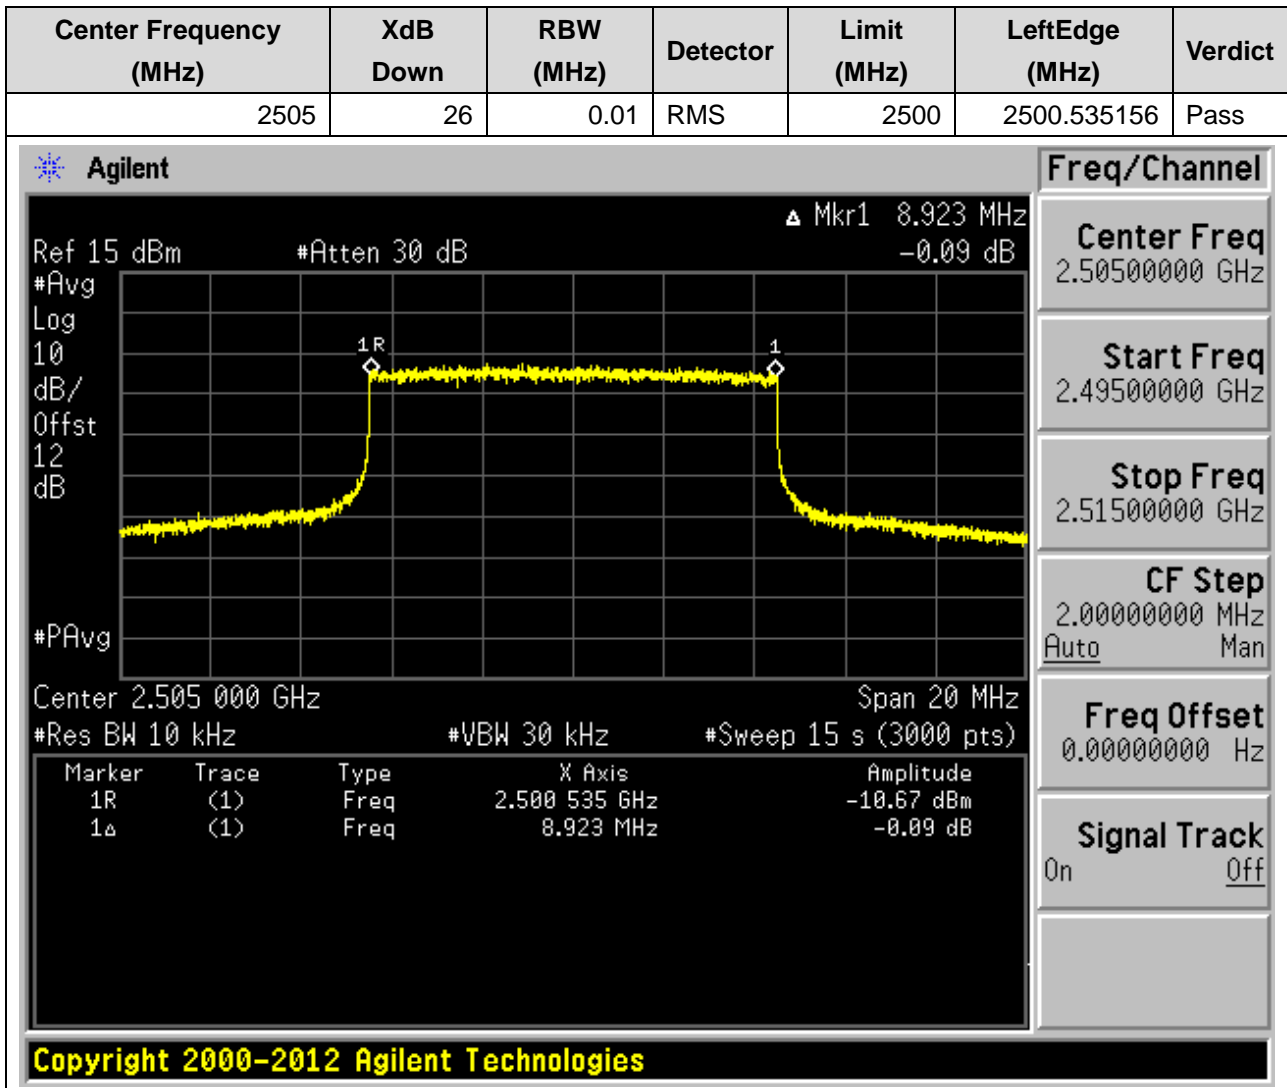 Center Frequency (MHz) XdB Down RBW (MHz) Detector Limit (MHz) LeftEdge (MHz) Verdict
2505 26 0.01 RMS 2500 2500.535156 Pass
Agilent
Δ Mkr1 8.923 MHz
Ref 15 dBm #Atten 30 dB -0.09 dB
#Avg
Log
10
dB/
Offst
12
dB
#PAvg
1R
1
Center 2.505 000 GHz Span 20 MHz
#Res BW 10 kHz #VBW 30 kHz #Sweep 15 s (3000 pts)
Marker Trace Type X Axis Amplitude
1R (1) Freq 2.500 535 GHz -10.67 dBm
1Δ (1) Freq 8.923 MHz -0.09 dB
Freq/Channel
Center Freq
2.50500000 GHz
Start Freq
2.49500000 GHz
Stop Freq
2.51500000 GHz
CF Step
2.00000000 MHz
Auto Man
Freq Offset
0.00000000 Hz
Signal Track
On Off
Copyright 2000-2012 Agilent Technologies